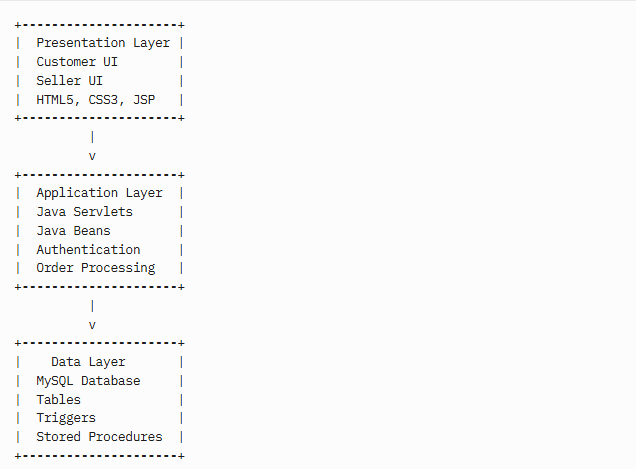 +---------------------+
|  Presentation Layer |
|  Customer UI        |
|  Seller UI          |
|  HTML5, CSS3, JSP   |
+---------------------+
          |
          v
+---------------------+
|  Application Layer  |
|  Java Servlets      |
|  Java Beans         |
|  Authentication     |
|  Order Processing   |
+---------------------+
          |
          v
+---------------------+
|    Data Layer       |
|  MySQL Database     |
|  Tables             |
|  Triggers           |
|  Stored Procedures  |
+---------------------+